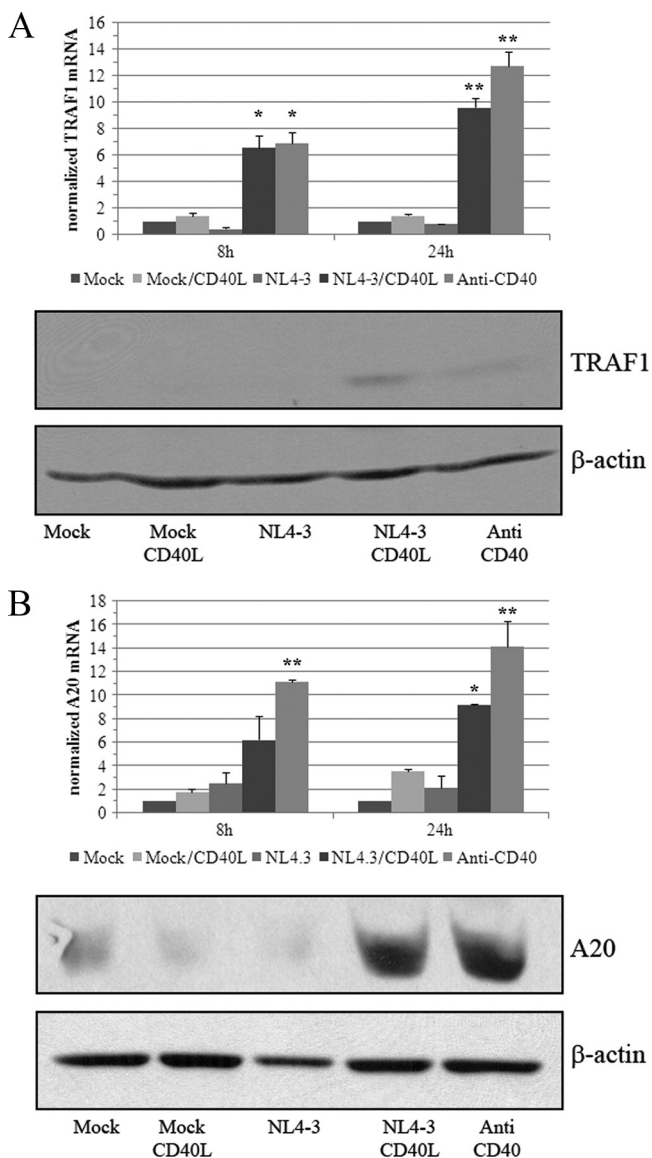 A
normalized TRAF1 mRNA
16
14
12
10
8
6
4
2
0
* * ** **
8h 24h
Mock Mock/CD40L NL4-3 NL4-3/CD40L Anti-CD40
TRAF1
β-actin
Mock Mock CD40L NL4-3 NL4-3 CD40L Anti CD40
B
normalized A20 mRNA
18
16
14
12
10
8
6
4
2
0
** * **
8h 24h
Mock Mock/CD40L NL4.3 NL4.3/CD40L Anti-CD40
A20
β-actin
Mock Mock CD40L NL4-3 NL4-3 CD40L Anti CD40